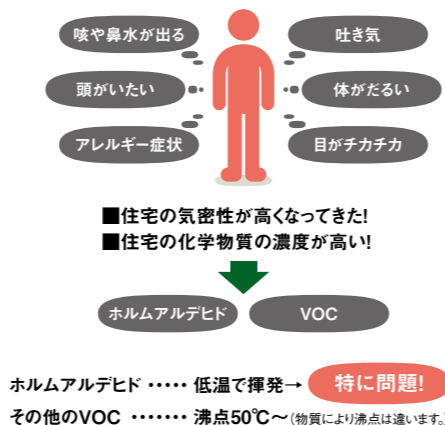 咳や鼻水が出る
吐き気
頭がいたい
体がだるい
アレルギー症状
目がチカチカ
■住宅の気密性が高くなってきた!
■住宅の化学物質の濃度が高い!
ホルムアルデヒド
VOC
ホルムアルデヒド ‥‥‥ 低温で揮発→ 特に問題!
その他のVOC ‥‥‥‥ 沸点50℃〜(物質により沸点は違います。)